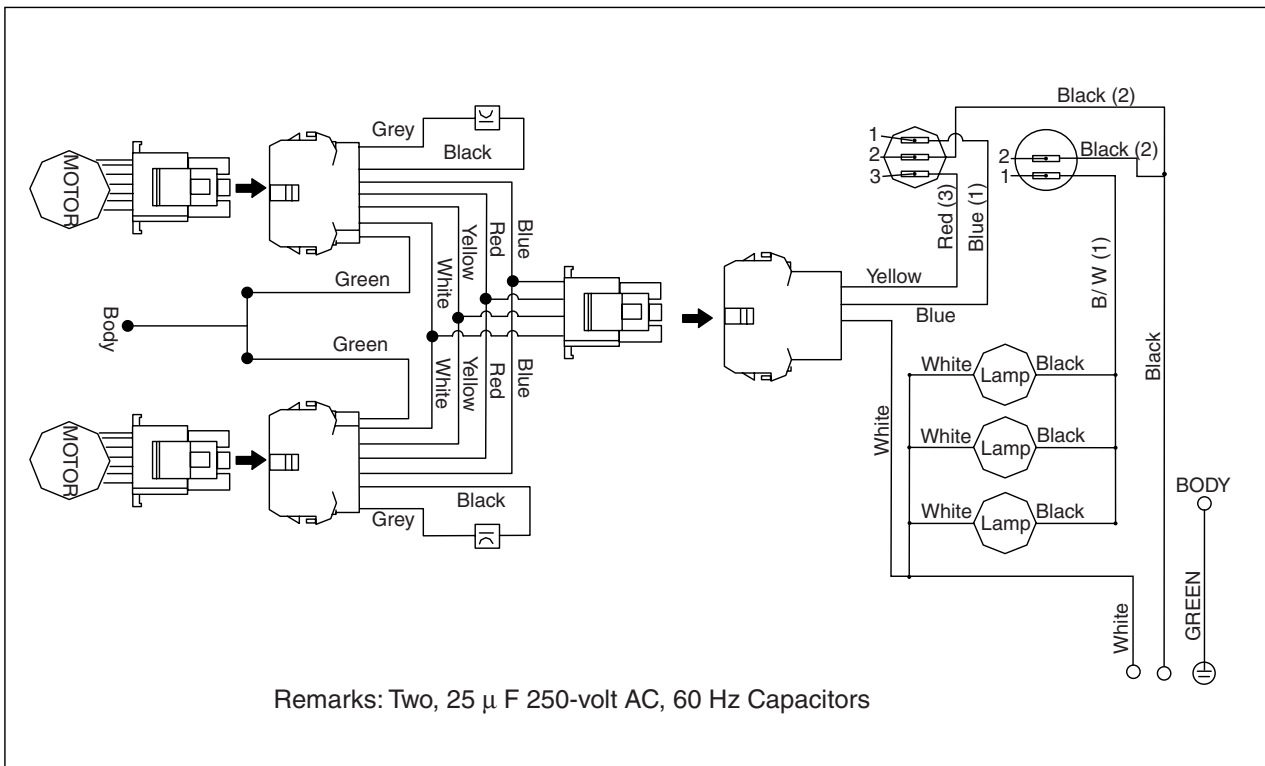 Black (2)
Grey
Black
1
2
3
2
1
Black (2)
MOTOR
Red (3)
Blue (1)
B/ W (1)
Blue
Red
Yellow
White
Green
Yellow
Blue
Body
Green
White
Yellow
Red
Blue
Black
White
Lamp
Black
White
White
Lamp
Black
MOTOR
Black
Grey
White
Lamp
Black
BODY
GREEN
White
Remarks: Two, 25 μ F 250-volt AC, 60 Hz Capacitors